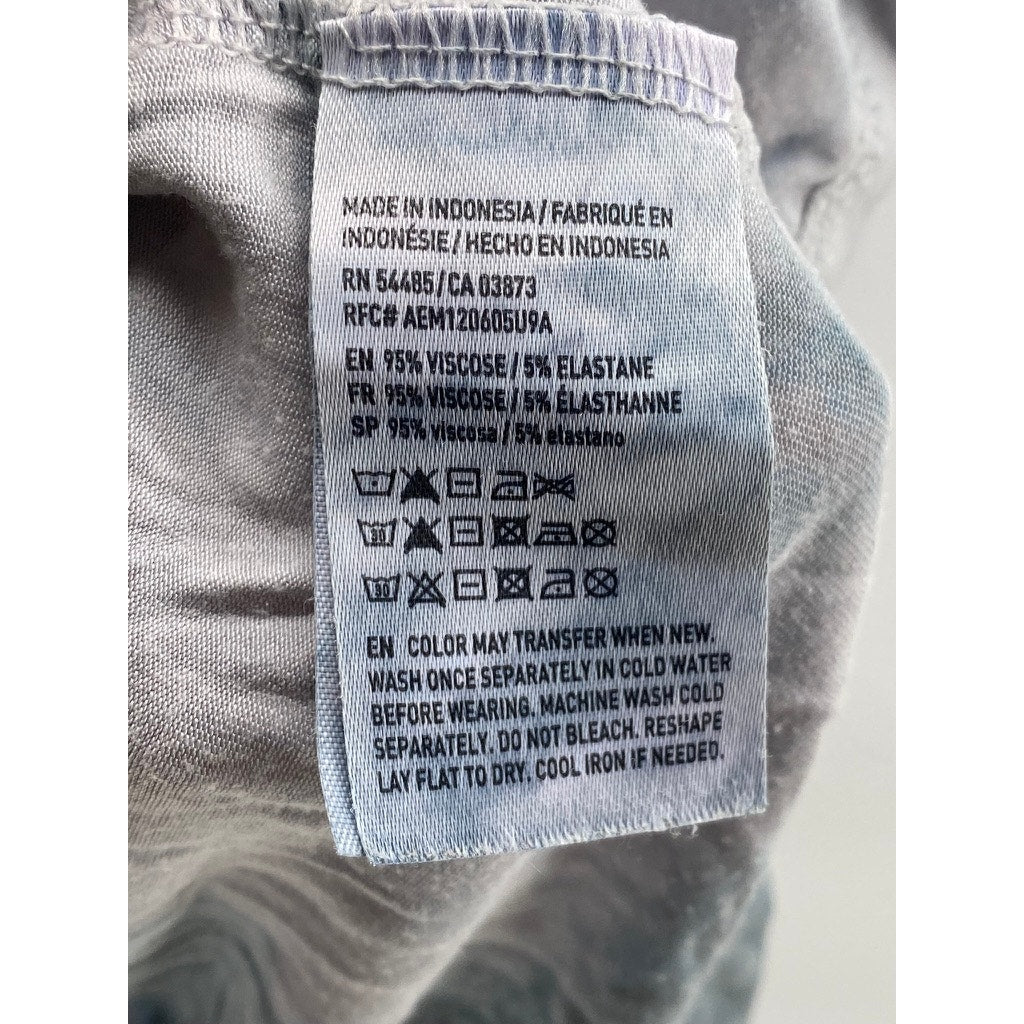 MADE IN INDONESIA / FABRIQUÉ EN
INDONÉSIE / HECHO EN INDONESIA
RN 54485 / CA 03873
RFC# AEM120605U9A
EN 95% VISCOSE / 5% ELASTANE
FR 95% VISCOSE / 5% ÉLASTHANNE
SP 95% viscosa / 5% elastano
30
30
EN COLOR MAY TRANSFER WHEN NEW.
WASH ONCE SEPARATELY IN COLD WATER
BEFORE WEARING. MACHINE WASH COLD
SEPARATELY. DO NOT BLEACH. RESHAPE
LAY FLAT TO DRY. COOL IRON IF NEEDED.